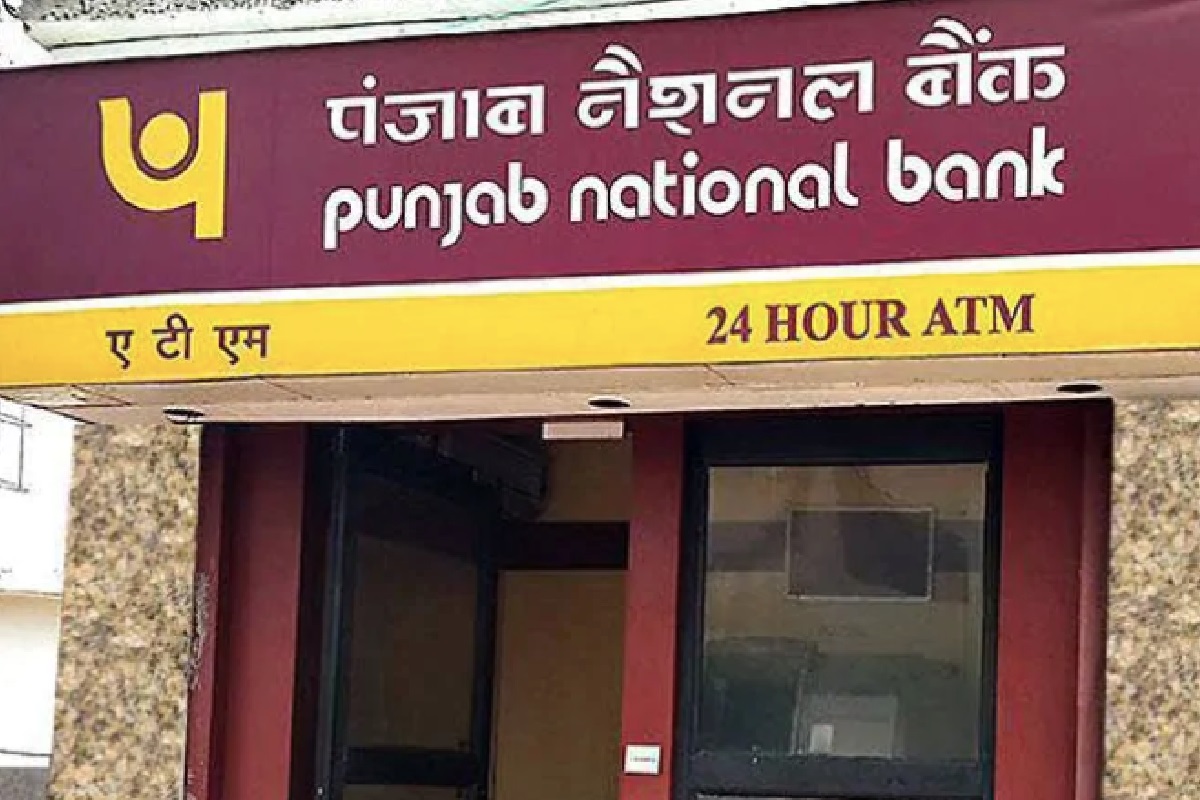 पंजाब नैशनल बैंक
punjab national bank
ए टी एम
24 HOUR ATM